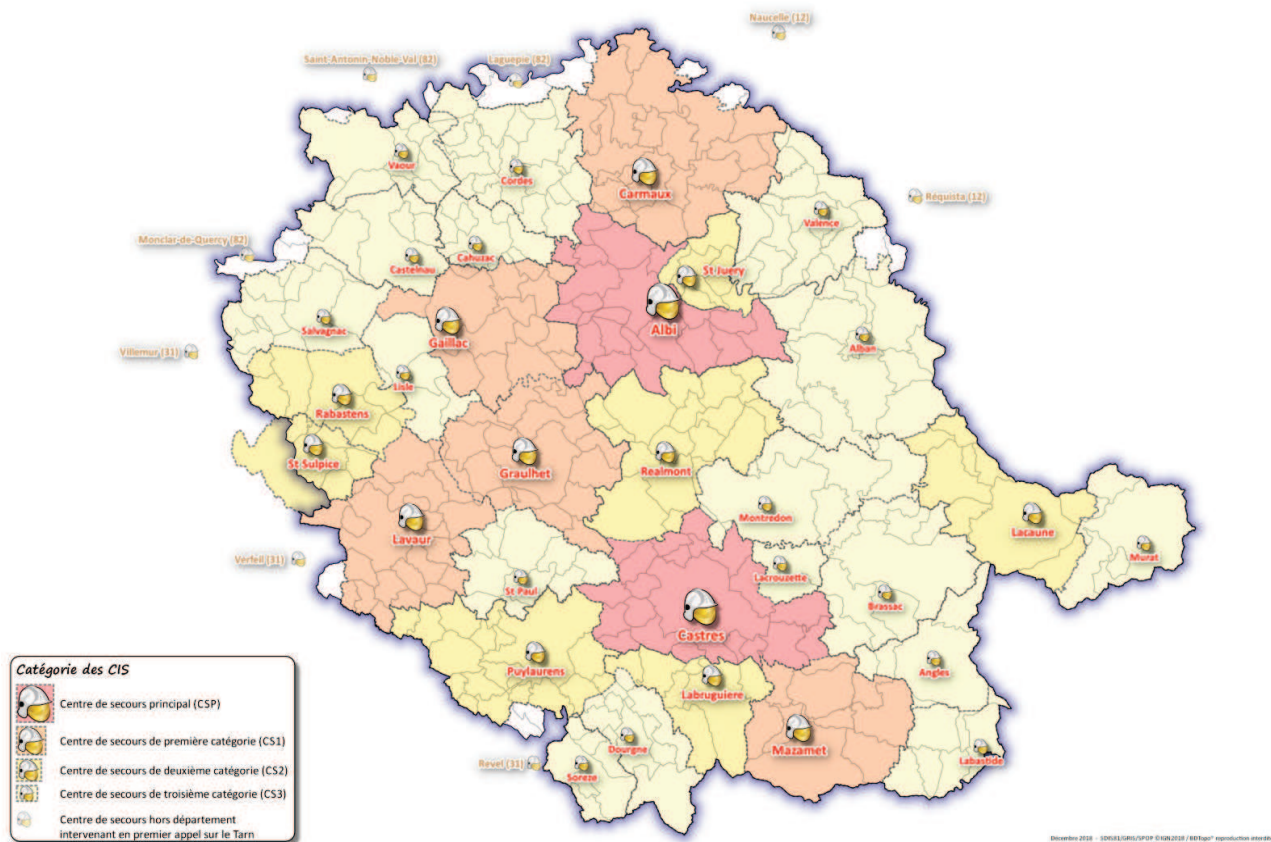 Naucelle (12)
Saint-Antonin-Noble-Val (82)
Laguepie (82)
Vaour
Cordes
Carmaux
Réquista (12)
Valence
Monclar-de-Quercy (82)
Castelnau
Cahuzac
St Juery
Salvagnac
Gaillac
Albi
Alban
Villemur (31)
Lisle
Rabastens
St Sulpice
Graulhet
Realmont
Montredon
Lacaune
Lavaur
Murat
Verfeil (31)
St Paul
Lacrouzette
Brassac
Castres
Puylaurens
Labruguiere
Angles
Mazamet
Dourgne
Revel (31)
Soreze
Labastide
Catégorie des CIS
Centre de secours principal (CSP)
Centre de secours de première catégorie (CS1)
Centre de secours de deuxième catégorie (CS2)
Centre de secours de troisième catégorie (CS3)
Centre de secours hors département
intervenant en premier appel sur le Tarn